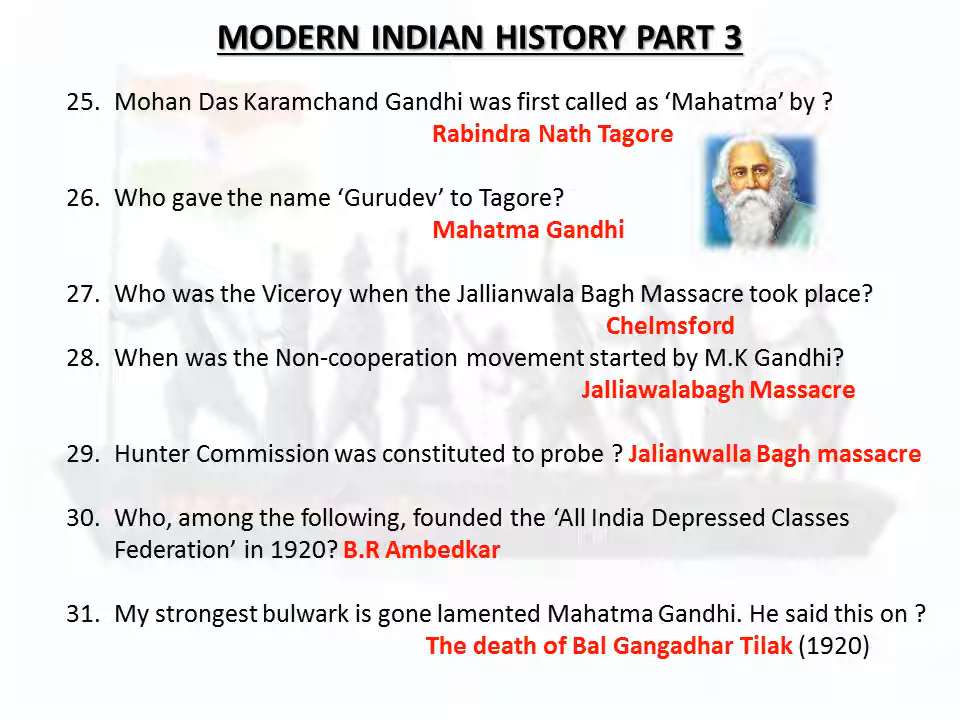 MODERN INDIAN HISTORY PART 3
25. Mohan Das Karamchand Gandhi was first called as ‘Mahatma’ by ?
Rabindra Nath Tagore
26. Who gave the name ‘Gurudev’ to Tagore?
Mahatma Gandhi
27. Who was the Viceroy when the Jallianwala Bagh Massacre took place?
Chelmsford
28. When was the Non-cooperation movement started by M.K Gandhi?
Jalliawalabagh Massacre
29. Hunter Commission was constituted to probe ? Jalianwalla Bagh massacre
30. Who, among the following, founded the ‘All India Depressed Classes
Federation’ in 1920? B.R Ambedkar
31. My strongest bulwark is gone lamented Mahatma Gandhi. He said this on ?
The death of Bal Gangadhar Tilak (1920)